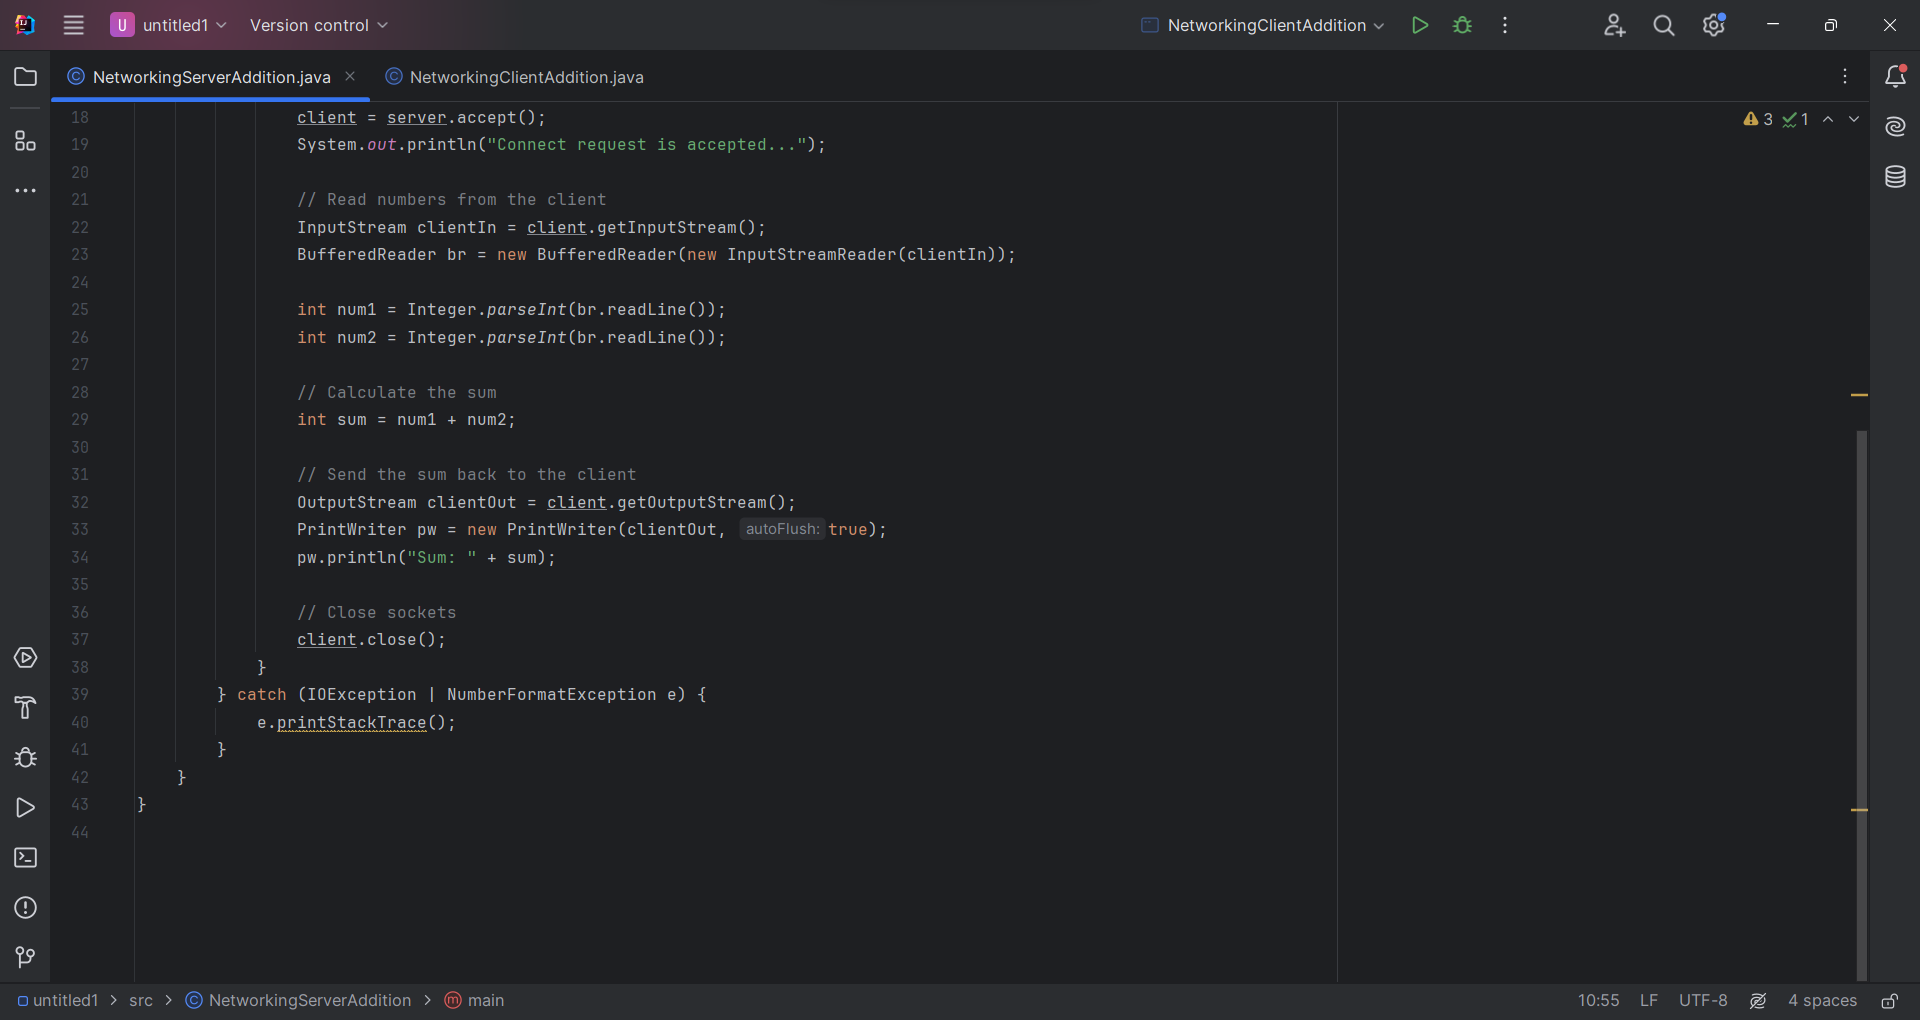 U untitled1 Version control NetworkingClientAddition
NetworkingServerAddition.java NetworkingClientAddition.java
3 1
18 client = server.accept();
19 System.out.println("Connect request is accepted...");
20
21 // Read numbers from the client
22 InputStream clientIn = client.getInputStream();
23 BufferedReader br = new BufferedReader(new InputStreamReader(clientIn));
24
25 int num1 = Integer.parseInt(br.readLine());
26 int num2 = Integer.parseInt(br.readLine());
27
28 // Calculate the sum
29 int sum = num1 + num2;
30
31 // Send the sum back to the client
32 OutputStream clientOut = client.getOutputStream();
33 PrintWriter pw = new PrintWriter(clientOut, autoFlush: true);
34 pw.println("Sum: " + sum);
35
36 // Close sockets
37 client.close();
38 }
39 } catch (IOException | NumberFormatException e) {
40 e.printStackTrace();
41 }
42 }
43 }
44
untitled1 > src > NetworkingServerAddition > main 10:55 LF UTF-8 4 spaces